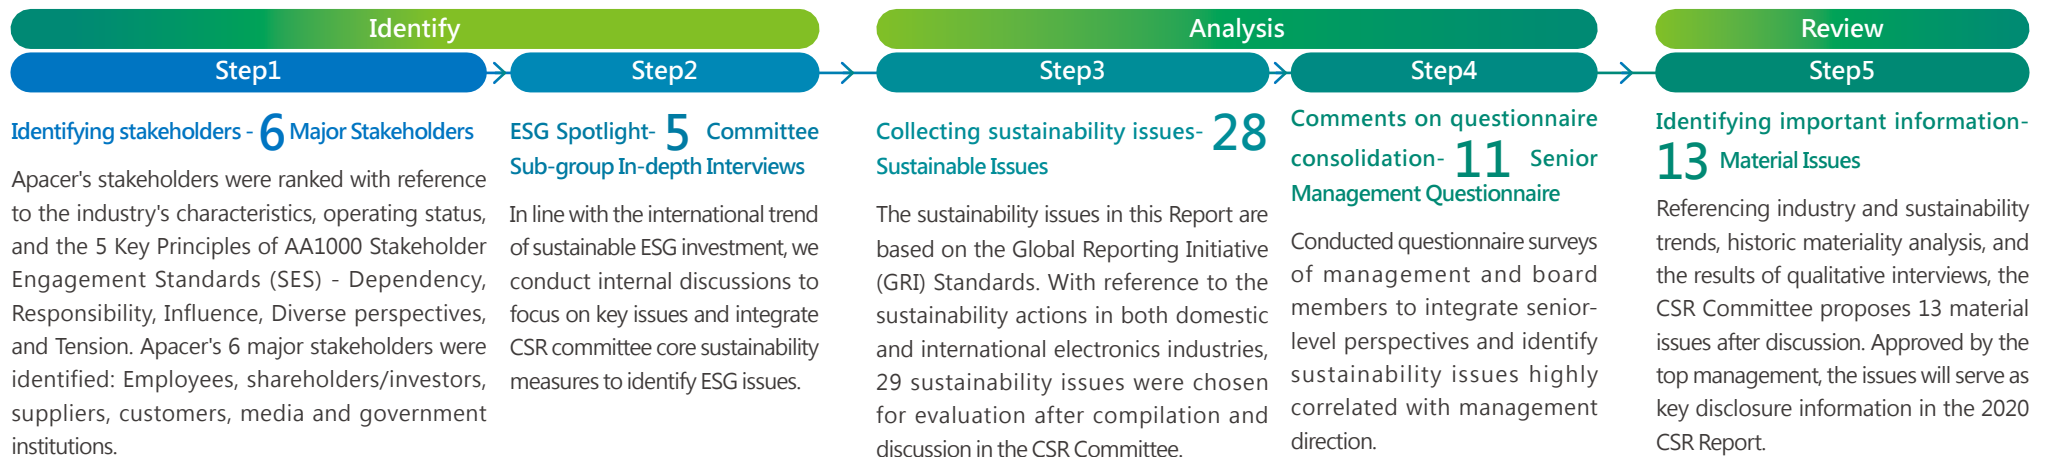 Identify
Step1
Identifying stakeholders - 6 Major Stakeholders
Apacer's stakeholders were ranked with reference
to the industry's characteristics, operating status,
and the 5 Key Principles of AA1000 Stakeholder
Engagement Standards (SES) - Dependency,
Responsibility, Influence, Diverse perspectives,
and Tension. Apacer's 6 major stakeholders were
identified: Employees, shareholders/investors,
suppliers, customers, media and government
institutions.
Step2
ESG Spotlight- 5 Committee
Sub-group In-depth Interviews
In line with the international trend
of sustainable ESG investment, we
conduct internal discussions to
focus on key issues and integrate
CSR committee core sustainability
measures to identify ESG issues.
Analysis
Step3
Collecting sustainability issues- 28
Sustainable Issues
The sustainability issues in this Report are
based on the Global Reporting Initiative
(GRI) Standards. With reference to the
sustainability actions in both domestic
and international electronics industries,
29 sustainability issues were chosen
for evaluation after compilation and
discussion in the CSR Committee.
Step4
Comments on questionnaire
consolidation- 11 Senior
Management Questionnaire
Conducted questionnaire surveys
of management and board
members to integrate senior-
level perspectives and identify
sustainability issues highly
correlated with management
direction.
Review
Step5
Identifying important information-
13 Material Issues
Referencing industry and sustainability
trends, historic materiality analysis, and
the results of qualitative interviews, the
CSR Committee proposes 13 material
issues after discussion. Approved by the
top management, the issues will serve as
key disclosure information in the 2020
CSR Report.